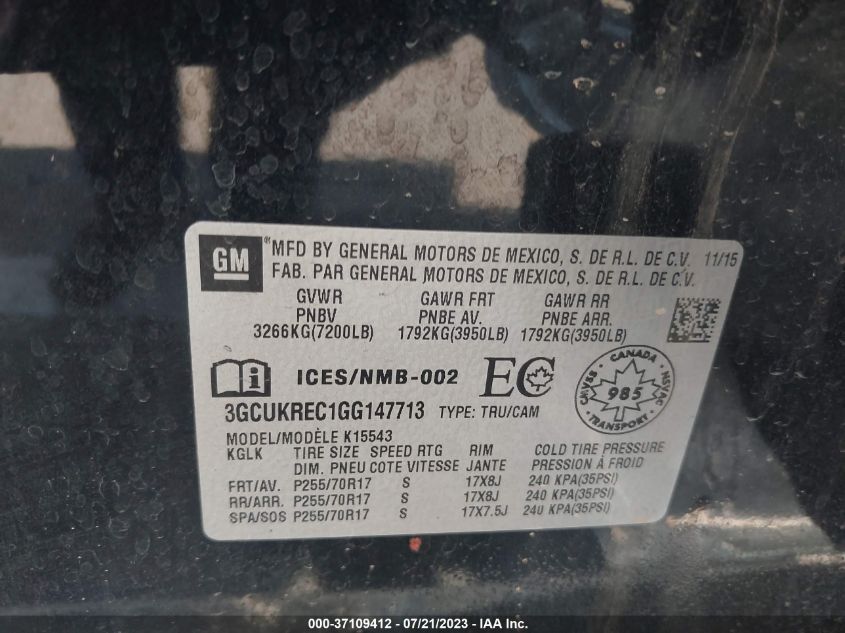 GM
MFD BY GENERAL MOTORS DE MEXICO, S. DE R.L. DE C.V. 11/15
FAB. PAR GENERAL MOTORS DE MEXICO, S. DE R.L. DE C.V.
GVWR GAWR FRT GAWR RR
PNBV PNBE AV. PNBE ARR.
3266KG(7200LB) 1792KG(3950LB) 1792KG(3950LB)
ICES/NMB-002 EC
CANADA
CMVSS 985 NSVAC
TRANSPORT
3GCUKREC1GG147713 TYPE: TRU/CAM
MODEL/MODÈLE K15543
KGLK TIRE SIZE SPEED RTG RIM COLD TIRE PRESSURE
DIM. PNEU COTE VITESSE JANTE PRESSION À FROID
FRT/AV. P255/70R17 S 17X8J 240 KPA(35PSI)
RR/ARR. P255/70R17 S 17X8J 240 KPA(35PSI)
SPA/SOS P255/70R17 S 17X7.5J 240 KPA(35PSI)
000-37109412 / 07/21/2023 - © IAA Inc.